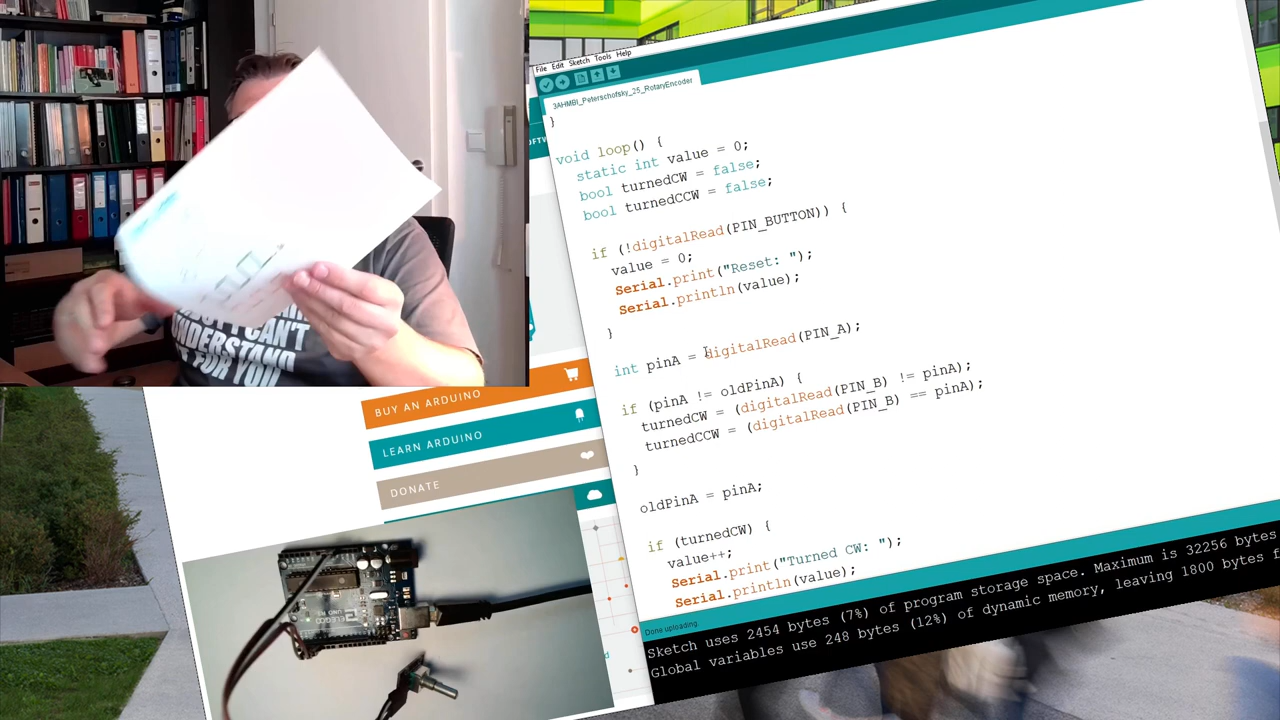 File Edit Sketch Tools Help
3AHMBI_Peterschofsky_25_RotaryEncoder
}
void loop() {
static int value = 0;
bool turnedCW = false;
bool turnedCCW = false;
if (!digitalRead(PIN_BUTTON)) {
value = 0;
Serial.print("Reset: ");
Serial.println(value);
}
int pinA = digitalRead(PIN_A);
if (pinA != oldPinA) {
turnedCW = (digitalRead(PIN_B) != pinA);
turnedCCW = (digitalRead(PIN_B) == pinA);
}
oldPinA = pinA;
if (turnedCW) {
value++;
Serial.print("Turned CW: ");
Serial.println(value);
Done uploading.
Sketch uses 2454 bytes (7%) of program storage space. Maximum is 32256 bytes
Global variables use 248 bytes (12%) of dynamic memory, leaving 1800 bytes
BUY AN ARDUINO
LEARN ARDUINO
DONATE
I CAN'T
UNDERSTAND
FOR YOU